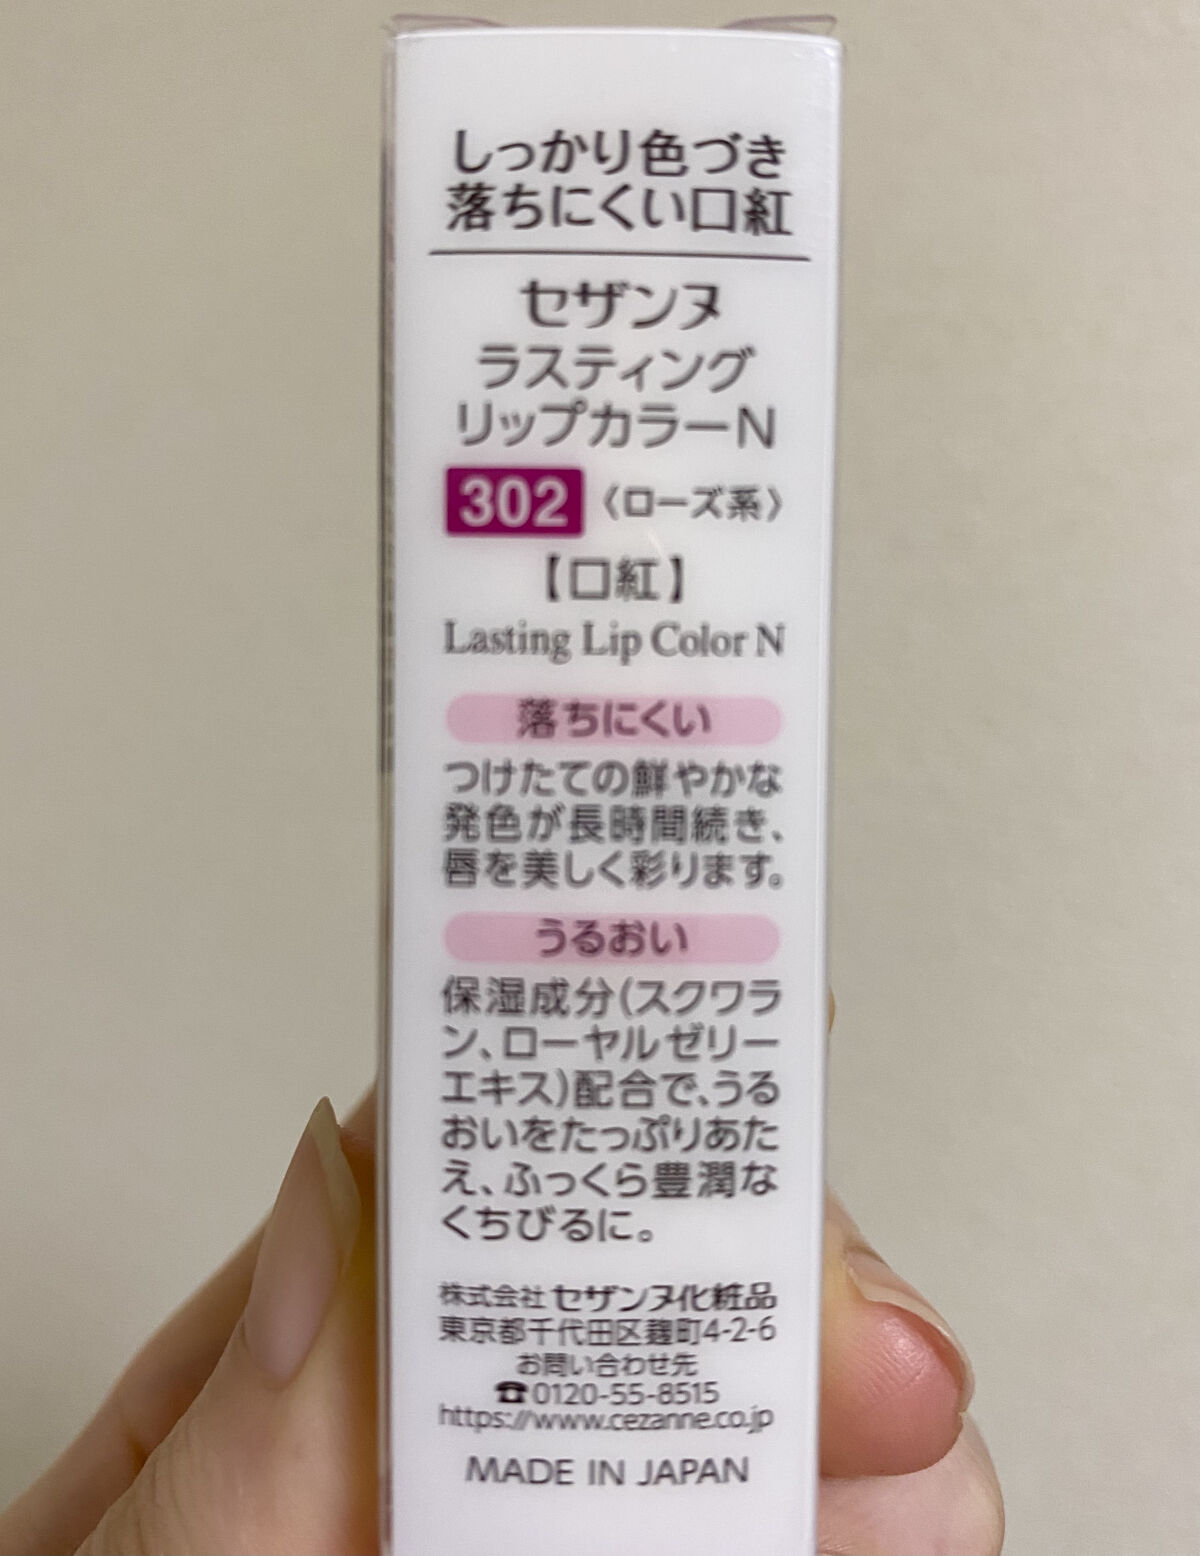 しっかり色づき
落ちにくい口紅
セザンヌ
ラスティング
リップカラーN
302 〈ローズ系〉
【口紅】
Lasting Lip Color N
落ちにくい
つけたての鮮やかな
発色が長時間続き、
唇を美しく彩ります。
うるおい
保湿成分(スクワラ
ン、ローヤルゼリー
エキス)配合で、うる
おいをたっぷりあた
え、ふっくら豊潤な
くちびるに。
株式会社 セザンヌ化粧品
東京都千代田区麹町4-2-6
お問い合わせ先
☎0120-55-8515
https://www.cezanne.co.jp
MADE IN JAPAN